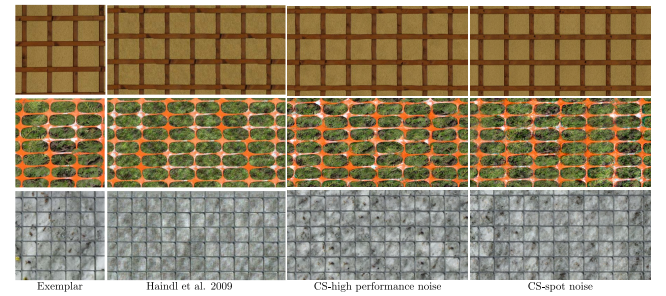 Exemplar
Haindl et al. 2009
CS-high performance noise
CS-spot noise